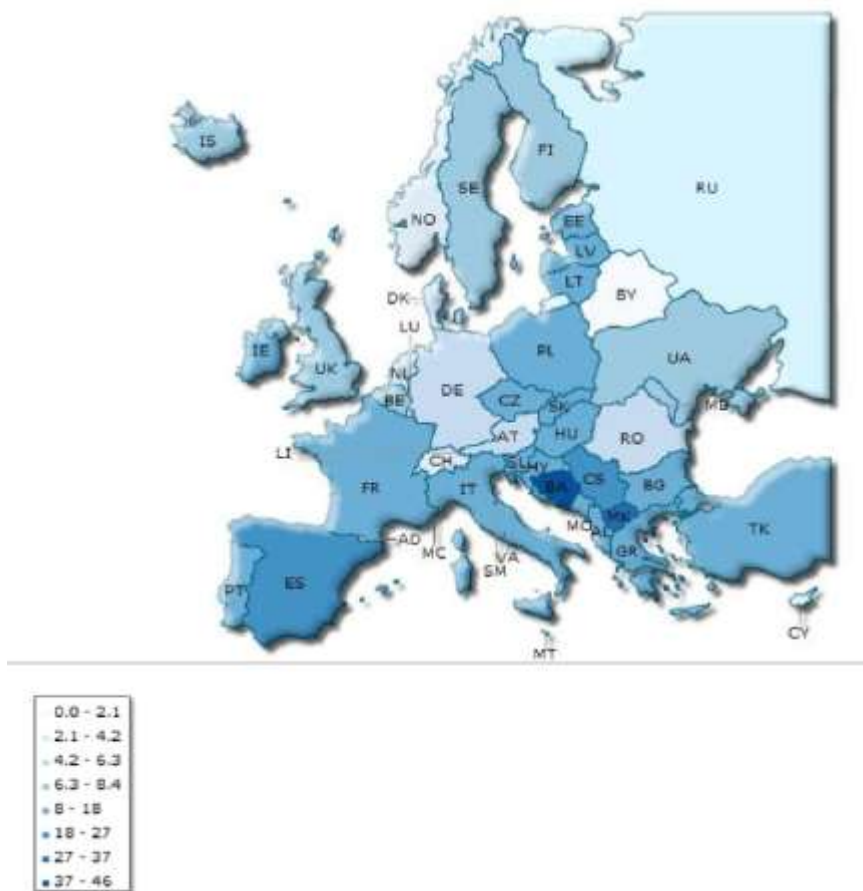 IS
FI
SE
RU
NO
EE
LV
LT
DK
BY
LU
IE
PL
UA
UK
NL
DE
BE
CZ
SK
MD
AT
HU
RO
LI
CH
SL
HY
FR
IT
BA
CS
BG
MO
MK
AL
TK
AD
GR
MC
VA
PT
ES
SM
CY
MT
0.0 - 2.1
2.1 - 4.2
4.2 - 6.3
6.3 - 8.4
8 - 18
18 - 27
27 - 37
37 - 46